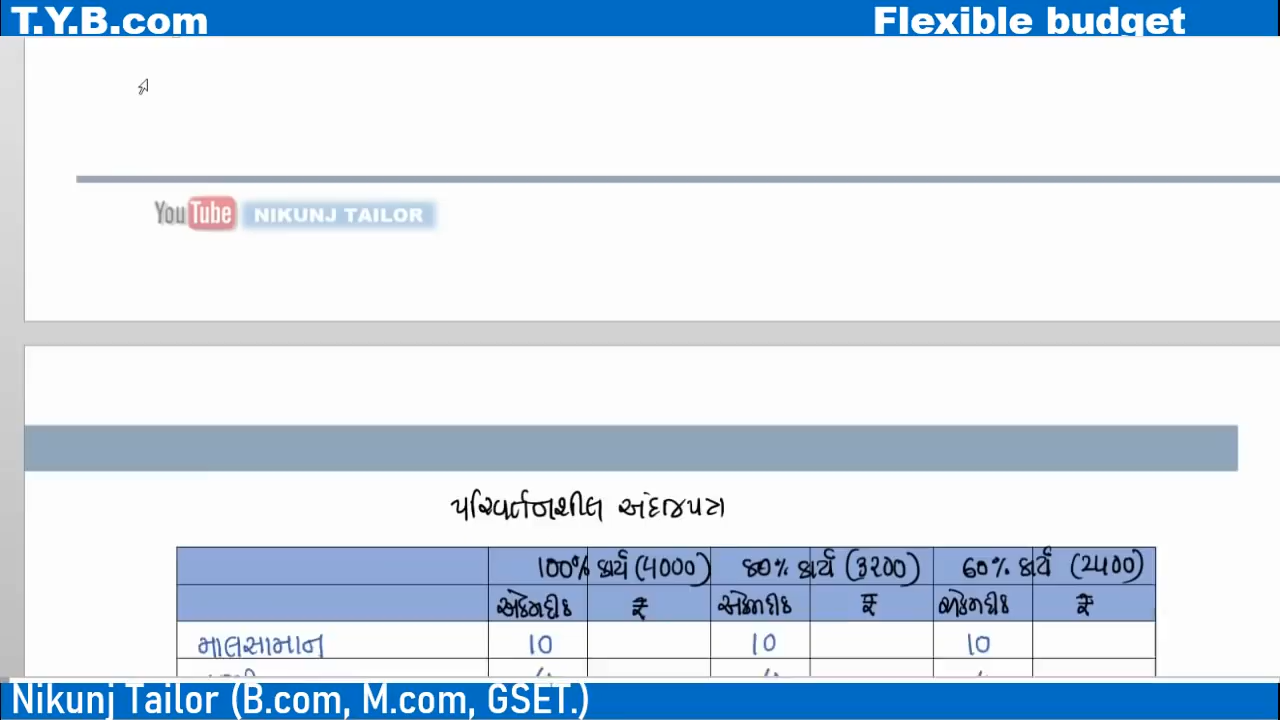 T.Y.B.com
Flexible budget
YouTube NIKUNJ TAILOR
પરિવર્તનશીલ અંદાજપત્ર
100% કાર્ય (4000) 80% કાર્ય (3200) 60% કાર્ય (2400)
એકમદીઠ ₹ એકમદીઠ ₹ એકમદીઠ ₹
માલસામાન 10 10 10
Nikunj Tailor (B.com, M.com, GSET.)